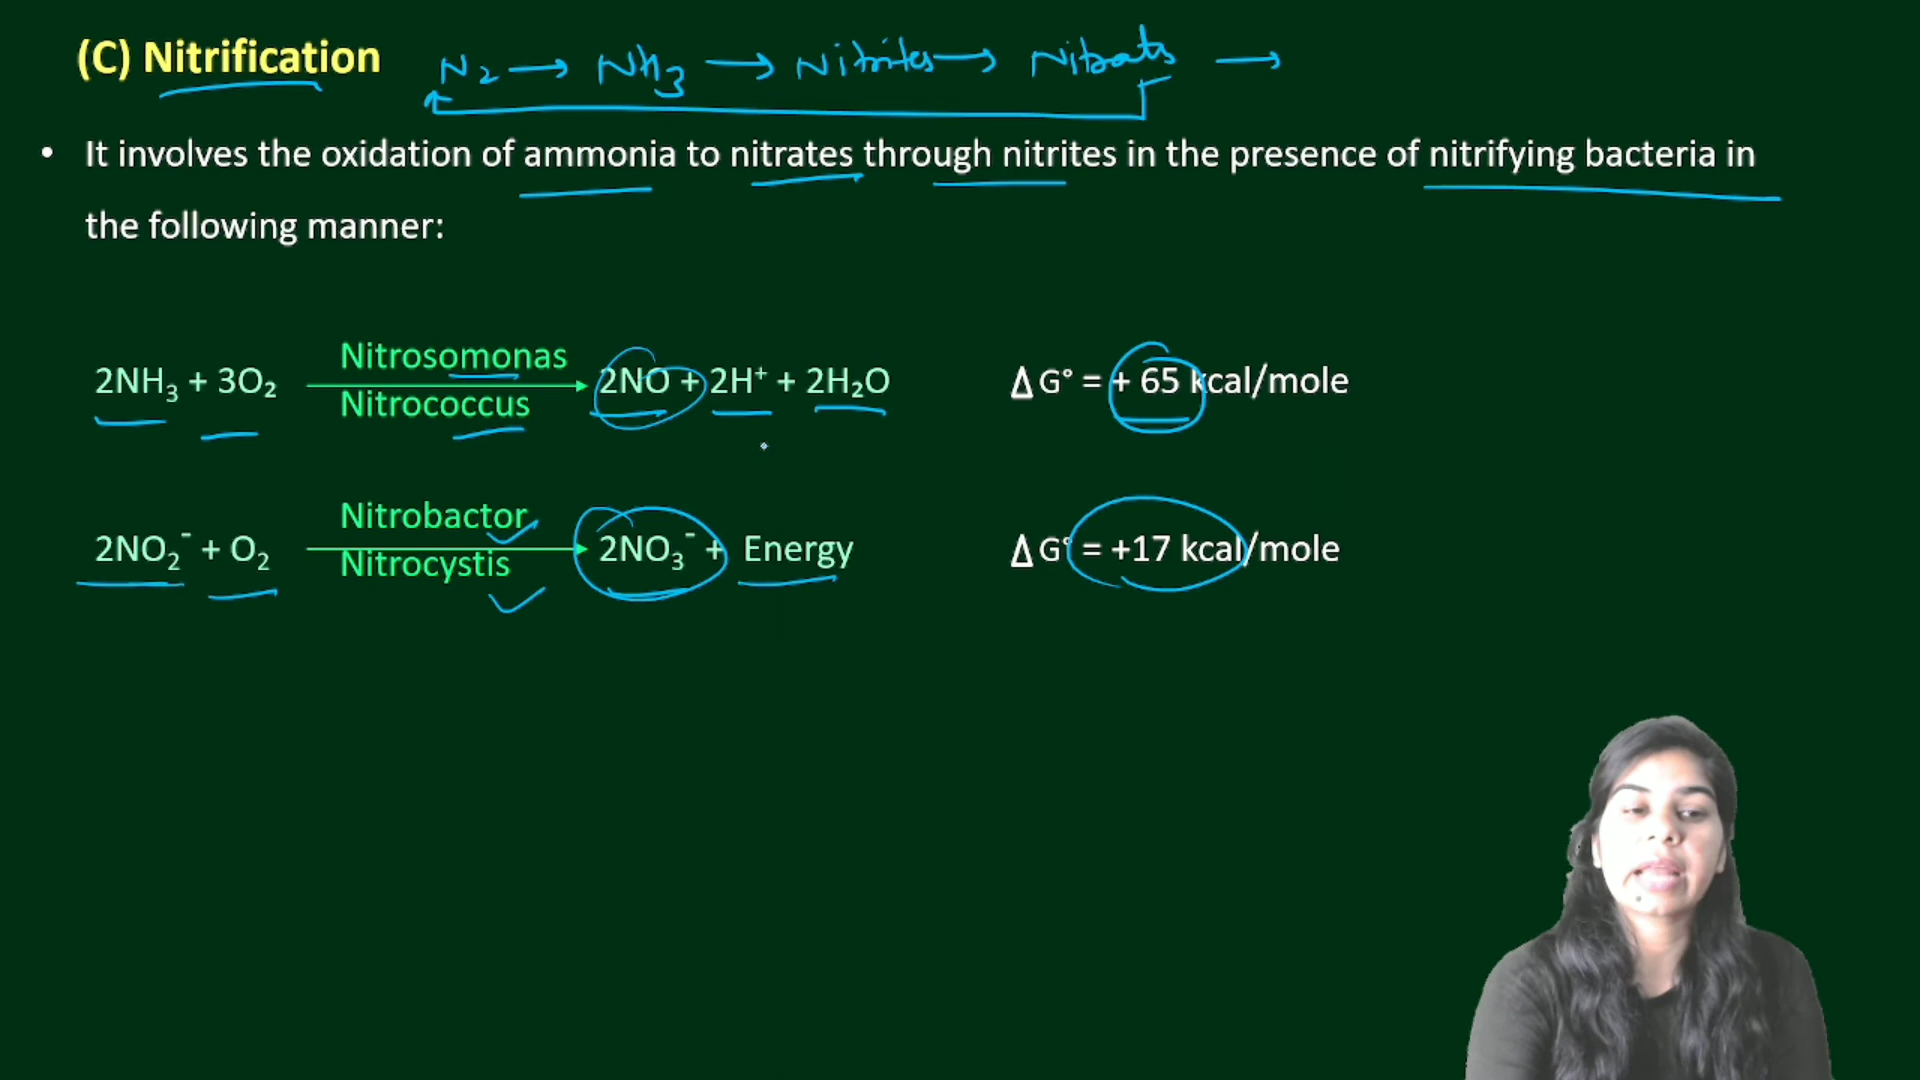 (C) Nitrification N₂ → NH₃ → Nitrites → Nitrats →
• It involves the oxidation of ammonia to nitrates through nitrites in the presence of nitrifying bacteria in
the following manner:
Nitrosomonas
2NH₃ + 3O₂ → 2NO + 2H⁺ + 2H₂O Δ G° = + 65 kcal/mole
Nitrococcus
Nitrobactor
2NO₂⁻ + O₂ → 2NO₃⁻ + Energy Δ G° = +17 kcal/mole
Nitrocystis